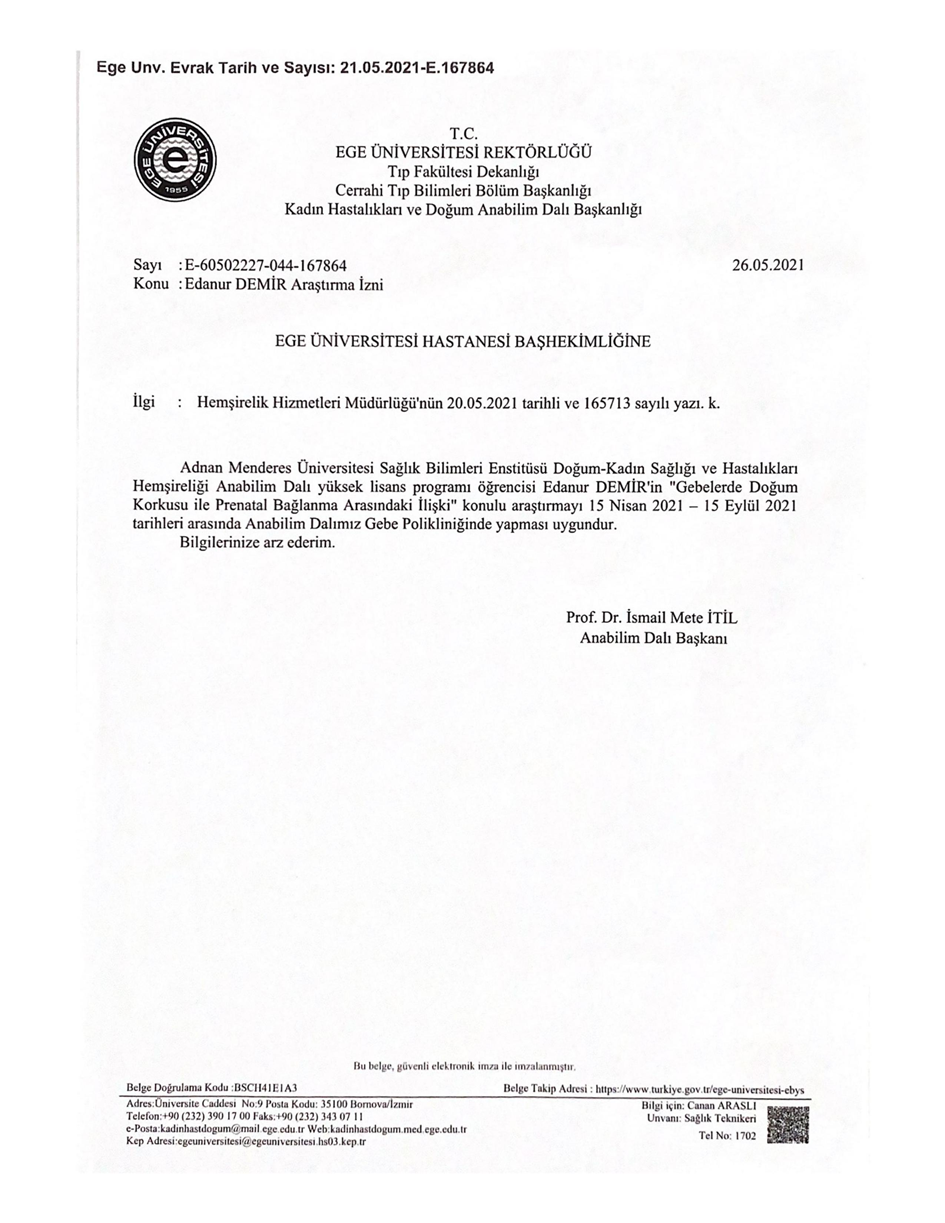 Ege Unv. Evrak Tarih ve Sayısı: 21.05.2021-E.167864
EGE ÜNİVERSİTESİ
e
1955
T.C.
EGE ÜNİVERSİTESİ REKTÖRLÜĞÜ
Tıp Fakültesi Dekanlığı
Cerrahi Tıp Bilimleri Bölüm Başkanlığı
Kadın Hastalıkları ve Doğum Anabilim Dalı Başkanlığı
Sayı : E-60502227-044-167864 26.05.2021
Konu : Edanur DEMİR Araştırma İzni
EGE ÜNİVERSİTESİ HASTANESİ BAŞHEKİMLİĞİNE
İlgi : Hemşirelik Hizmetleri Müdürlüğü'nün 20.05.2021 tarihli ve 165713 sayılı yazı. k.
Adnan Menderes Üniversitesi Sağlık Bilimleri Enstitüsü Doğum-Kadın Sağlığı ve Hastalıkları
Hemşireliği Anabilim Dalı yüksek lisans programı öğrencisi Edanur DEMİR'in "Gebelerde Doğum
Korkusu ile Prenatal Bağlanma Arasındaki İlişki" konulu araştırmayı 15 Nisan 2021 – 15 Eylül 2021
tarihleri arasında Anabilim Dalımız Gebe Polikliniğinde yapması uygundur.
Bilgilerinize arz ederim.
Prof. Dr. İsmail Mete İTİL
Anabilim Dalı Başkanı
Bu belge, güvenli elektronik imza ile imzalanmıştır.
Belge Doğrulama Kodu :BSCH41E1A3 Belge Takip Adresi : https://www.turkiye.gov.tr/ege-universitesi-ebys
Adres:Üniversite Caddesi No:9 Posta Kodu: 35100 Bornova/İzmir
Telefon:+90 (232) 390 17 00 Faks:+90 (232) 343 07 11
e-Posta:kadinhastdogum@mail.ege.edu.tr Web:kadinhastdogum.med.ege.edu.tr
Kep Adresi:egeuniversitesi@egeuniversitesi.hs03.kep.tr
Bilgi için: Canan ARASLI
Unvanı: Sağlık Teknikeri
Tel No: 1702